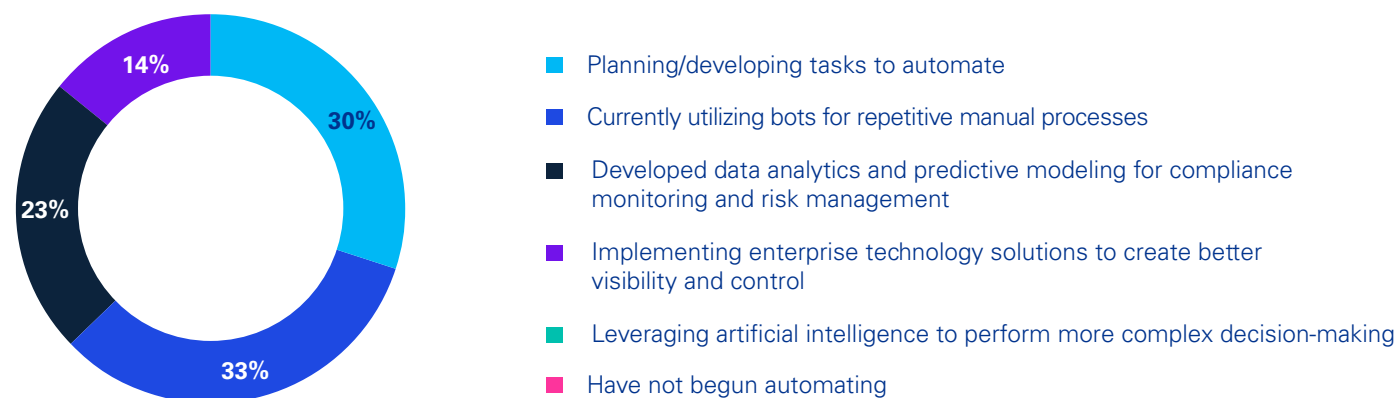 14%
30%
23%
33%
Planning/developing tasks to automate
Currently utilizing bots for repetitive manual processes
Developed data analytics and predictive modeling for compliance
monitoring and risk management
Implementing enterprise technology solutions to create better
visibility and control
Leveraging artificial intelligence to perform more complex decision-making
Have not begun automating